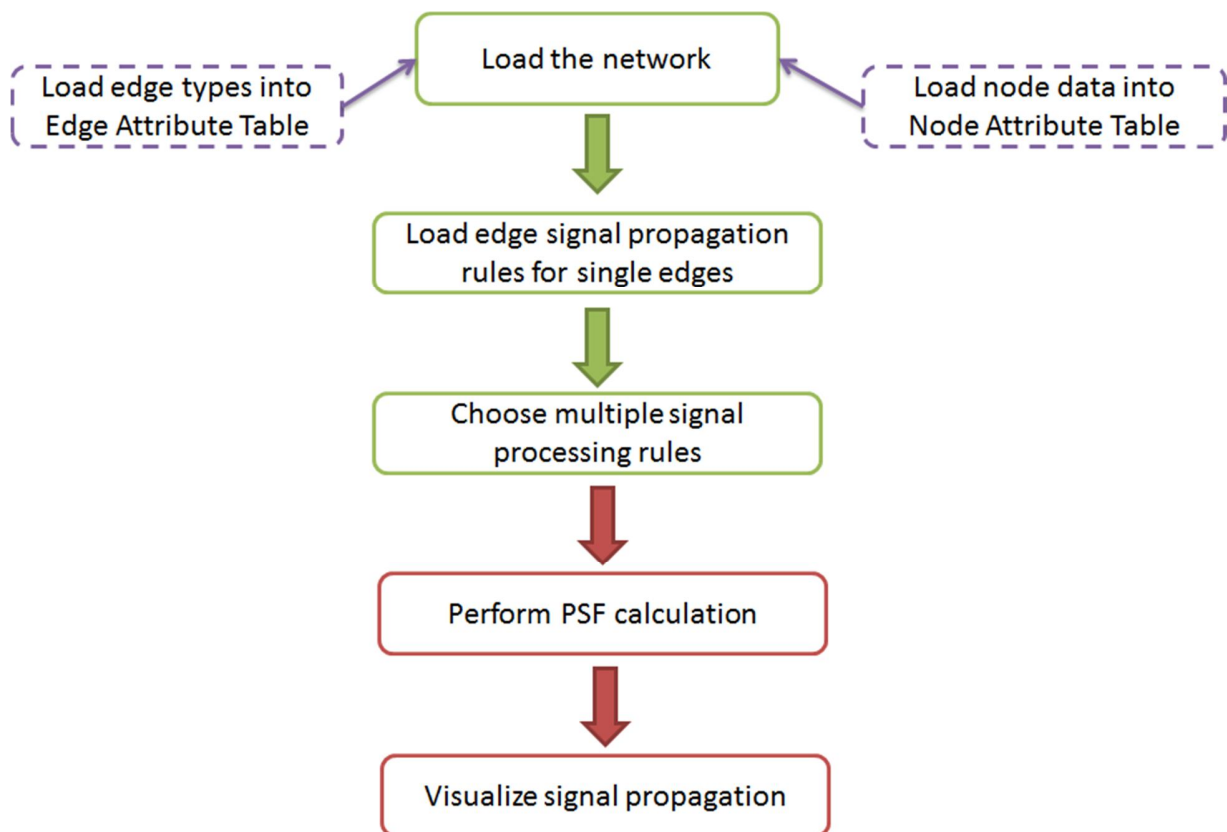 Load the network
Load edge types into
Edge Attribute Table
Load node data into
Node Attribute Table
Load edge signal propagation
rules for single edges
Choose multiple signal
processing rules
Perform PSF calculation
Visualize signal propagation